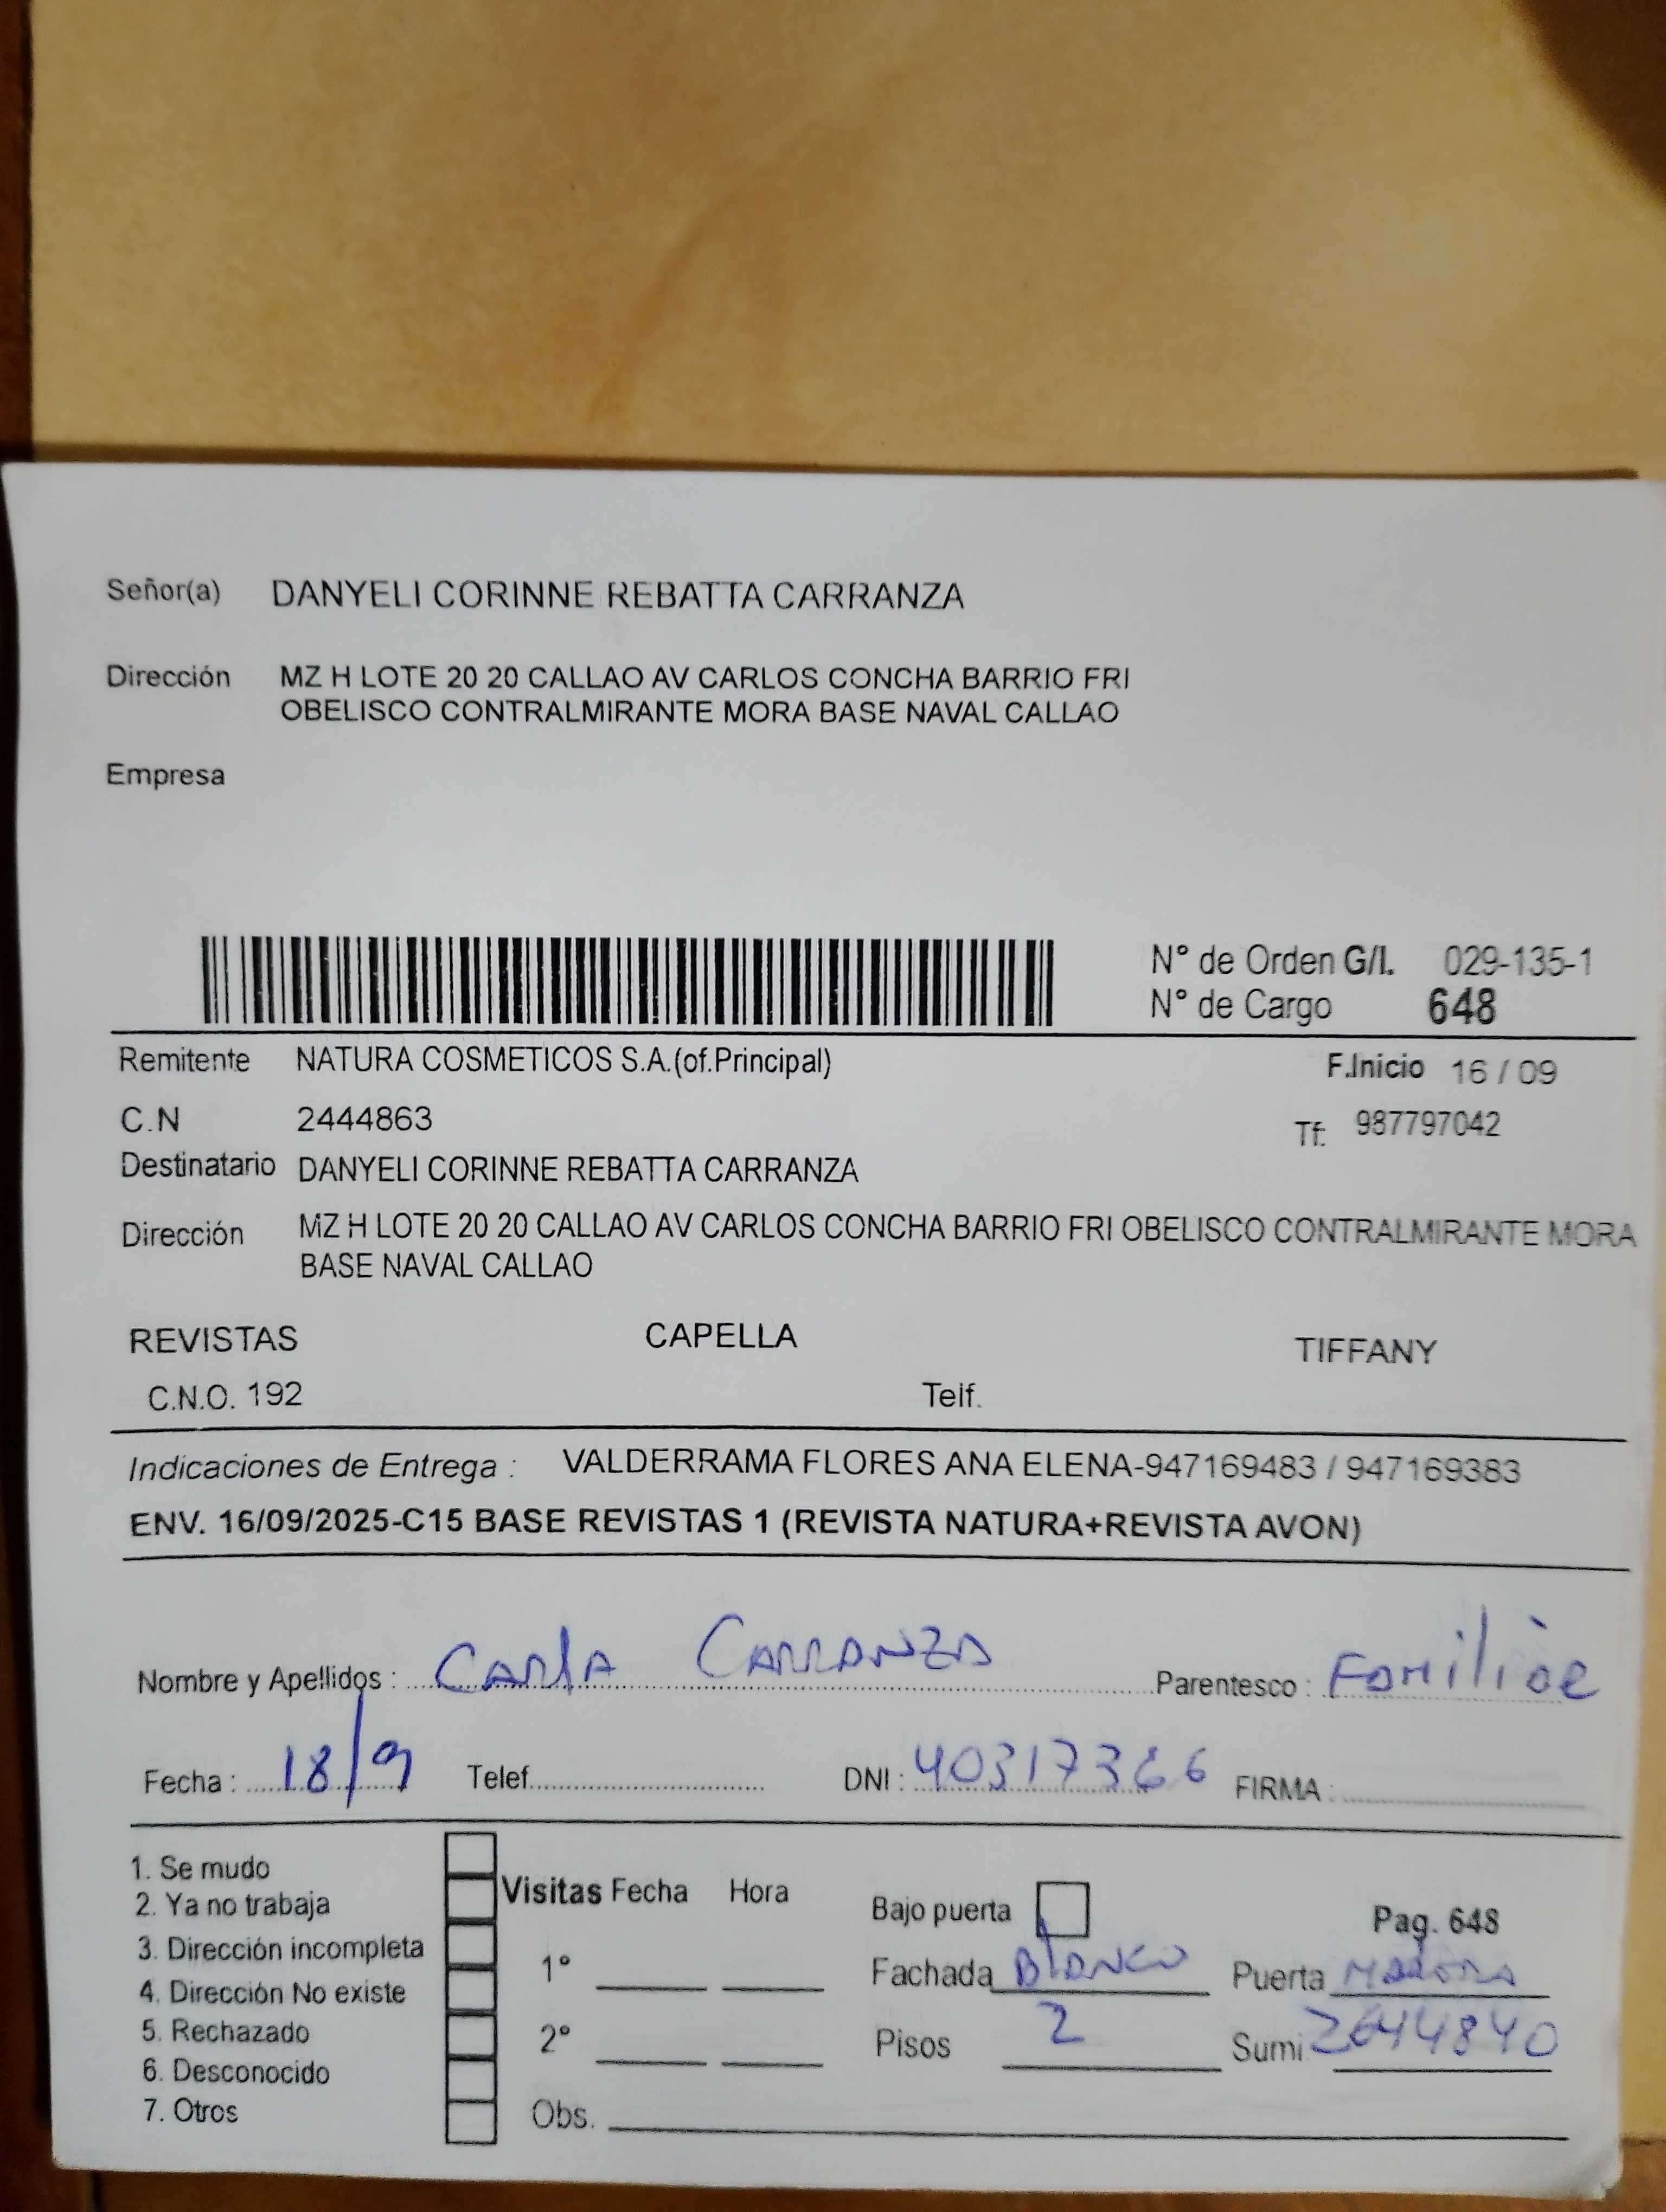 Señor(a) DANYELI CORINNE REBATTA CARRANZA
Dirección MZ H LOTE 20 20 CALLAO AV CARLOS CONCHA BARRIO FRI
OBELISCO CONTRALMIRANTE MORA BASE NAVAL CALLAO
Empresa
N° de Orden G/I. 029-135-1
N° de Cargo 648
Remitente NATURA COSMETICOS S.A.(of.Principal) F.Inicio 16 / 09
C.N 2444863 Tf: 987797042
Destinatario DANYELI CORINNE REBATTA CARRANZA
Dirección MZ H LOTE 20 20 CALLAO AV CARLOS CONCHA BARRIO FRI OBELISCO CONTRALMIRANTE MORA
BASE NAVAL CALLAO
REVISTAS CAPELLA TIFFANY
C.N.O. 192 Telf.
Indicaciones de Entrega : VALDERRAMA FLORES ANA ELENA-947169483 / 947169383
ENV. 16/09/2025-C15 BASE REVISTAS 1 (REVISTA NATURA+REVISTA AVON)
Nombre y Apellidos : Carla Carranza Parentesco : Familiar
Fecha : 18/9 Telef. DNI : 40317366 FIRMA :
1. Se mudo
2. Ya no trabaja
3. Dirección incompleta
4. Dirección No existe
5. Rechazado
6. Desconocido
7. Otros
Visitas Fecha Hora
1°
2°
Obs.
Bajo puerta Pag. 648
Fachada Blanco Puerta Madera
Pisos 2 Sumi 2644840